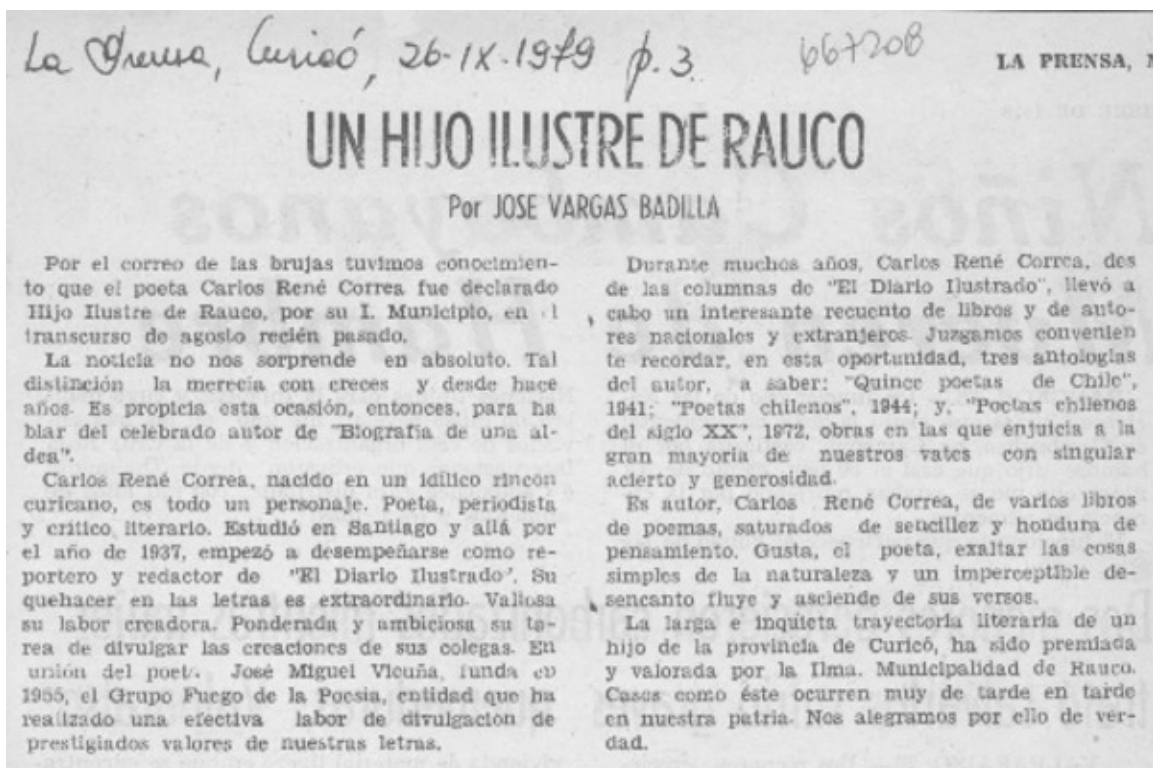 La Prensa, Curicó, 26-IX-1979 p. 3
667208
LA PRENSA,
UN HIJO ILUSTRE DE RAUCO
Por JOSE VARGAS BADILLA
Por el correo de las brujas tuvimos conocimien-
to que el poeta Carlos René Correa fue declarado
Hijo Ilustre de Rauco, por su I. Municipio, en el
transcurso de agosto recién pasado.
La noticia no nos sorprende en absoluto. Tal
distinción la merecía con creces y desde hace
años. Es propicia esta ocasión, entonces, para ha
blar del celebrado autor de "Biografía de una al-
dea".
Carlos René Correa, nacido en un idílico rincón
curicano, es todo un personaje. Poeta, periodista
y crítico literario. Estudió en Santiago y allá por
el año de 1937, empezó a desempeñarse como re-
portero y redactor de "El Diario Ilustrado". Su
quehacer en las letras es extraordinario. Valiosa
su labor creadora. Ponderada y ambiciosa su ta-
rea de divulgar las creaciones de sus colegas. En
unión del poeta José Miguel Vicuña, funda en
1955, el Grupo Fuego de la Poesía, entidad que ha
realizado una efectiva labor de divulgación de
prestigiados valores de nuestras letras.
Durante muchos años, Carlos René Correa, des
de las columnas de "El Diario Ilustrado", llevó a
cabo un interesante recuento de libros y de auto-
res nacionales y extranjeros. Juzgamos convenien
te recordar, en esta oportunidad, tres antologías
del autor, a saber: "Quince poetas de Chile",
1941; "Poetas chilenos", 1944; y, "Poetas chilenos
del siglo XX", 1972, obras en las que enjuicia a la
gran mayoría de nuestros vates con singular
acierto y generosidad.
Es autor, Carlos René Correa, de varios libros
de poemas, saturados de sencillez y hondura de
pensamiento. Gusta, el poeta, exaltar las cosas
simples de la naturaleza y un imperceptible de-
sencanto fluye y asciende de sus versos.
La larga e inquieta trayectoria literaria de un
hijo de la provincia de Curicó, ha sido premiada
y valorada por la Ilma. Municipalidad de Rauco.
Casos como éste ocurren muy de tarde en tarde
en nuestra patria. Nos alegramos por ello de ver-
dad.